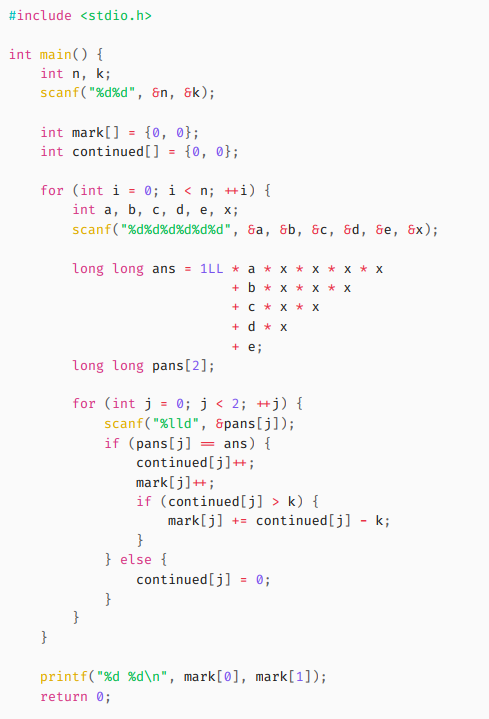 #include <stdio.h>

int main() {
    int n, k;
    scanf("%d%d", &n, &k);

    int mark[] = {0, 0};
    int continued[] = {0, 0};

    for (int i = 0; i < n; ++i) {
        int a, b, c, d, e, x;
        scanf("%d%d%d%d%d%d", &a, &b, &c, &d, &e, &x);

        long long ans = 1LL * a * x * x * x * x
                            + b * x * x * x
                            + c * x * x
                            + d * x
                            + e;
        long long pans[2];

        for (int j = 0; j < 2; ++j) {
            scanf("%lld", &pans[j]);
            if (pans[j] == ans) {
                continued[j]++;
                mark[j]++;
                if (continued[j] > k) {
                    mark[j] += continued[j] - k;
                }
            } else {
                continued[j] = 0;
            }
        }
    }

    printf("%d %d\n", mark[0], mark[1]);
    return 0;